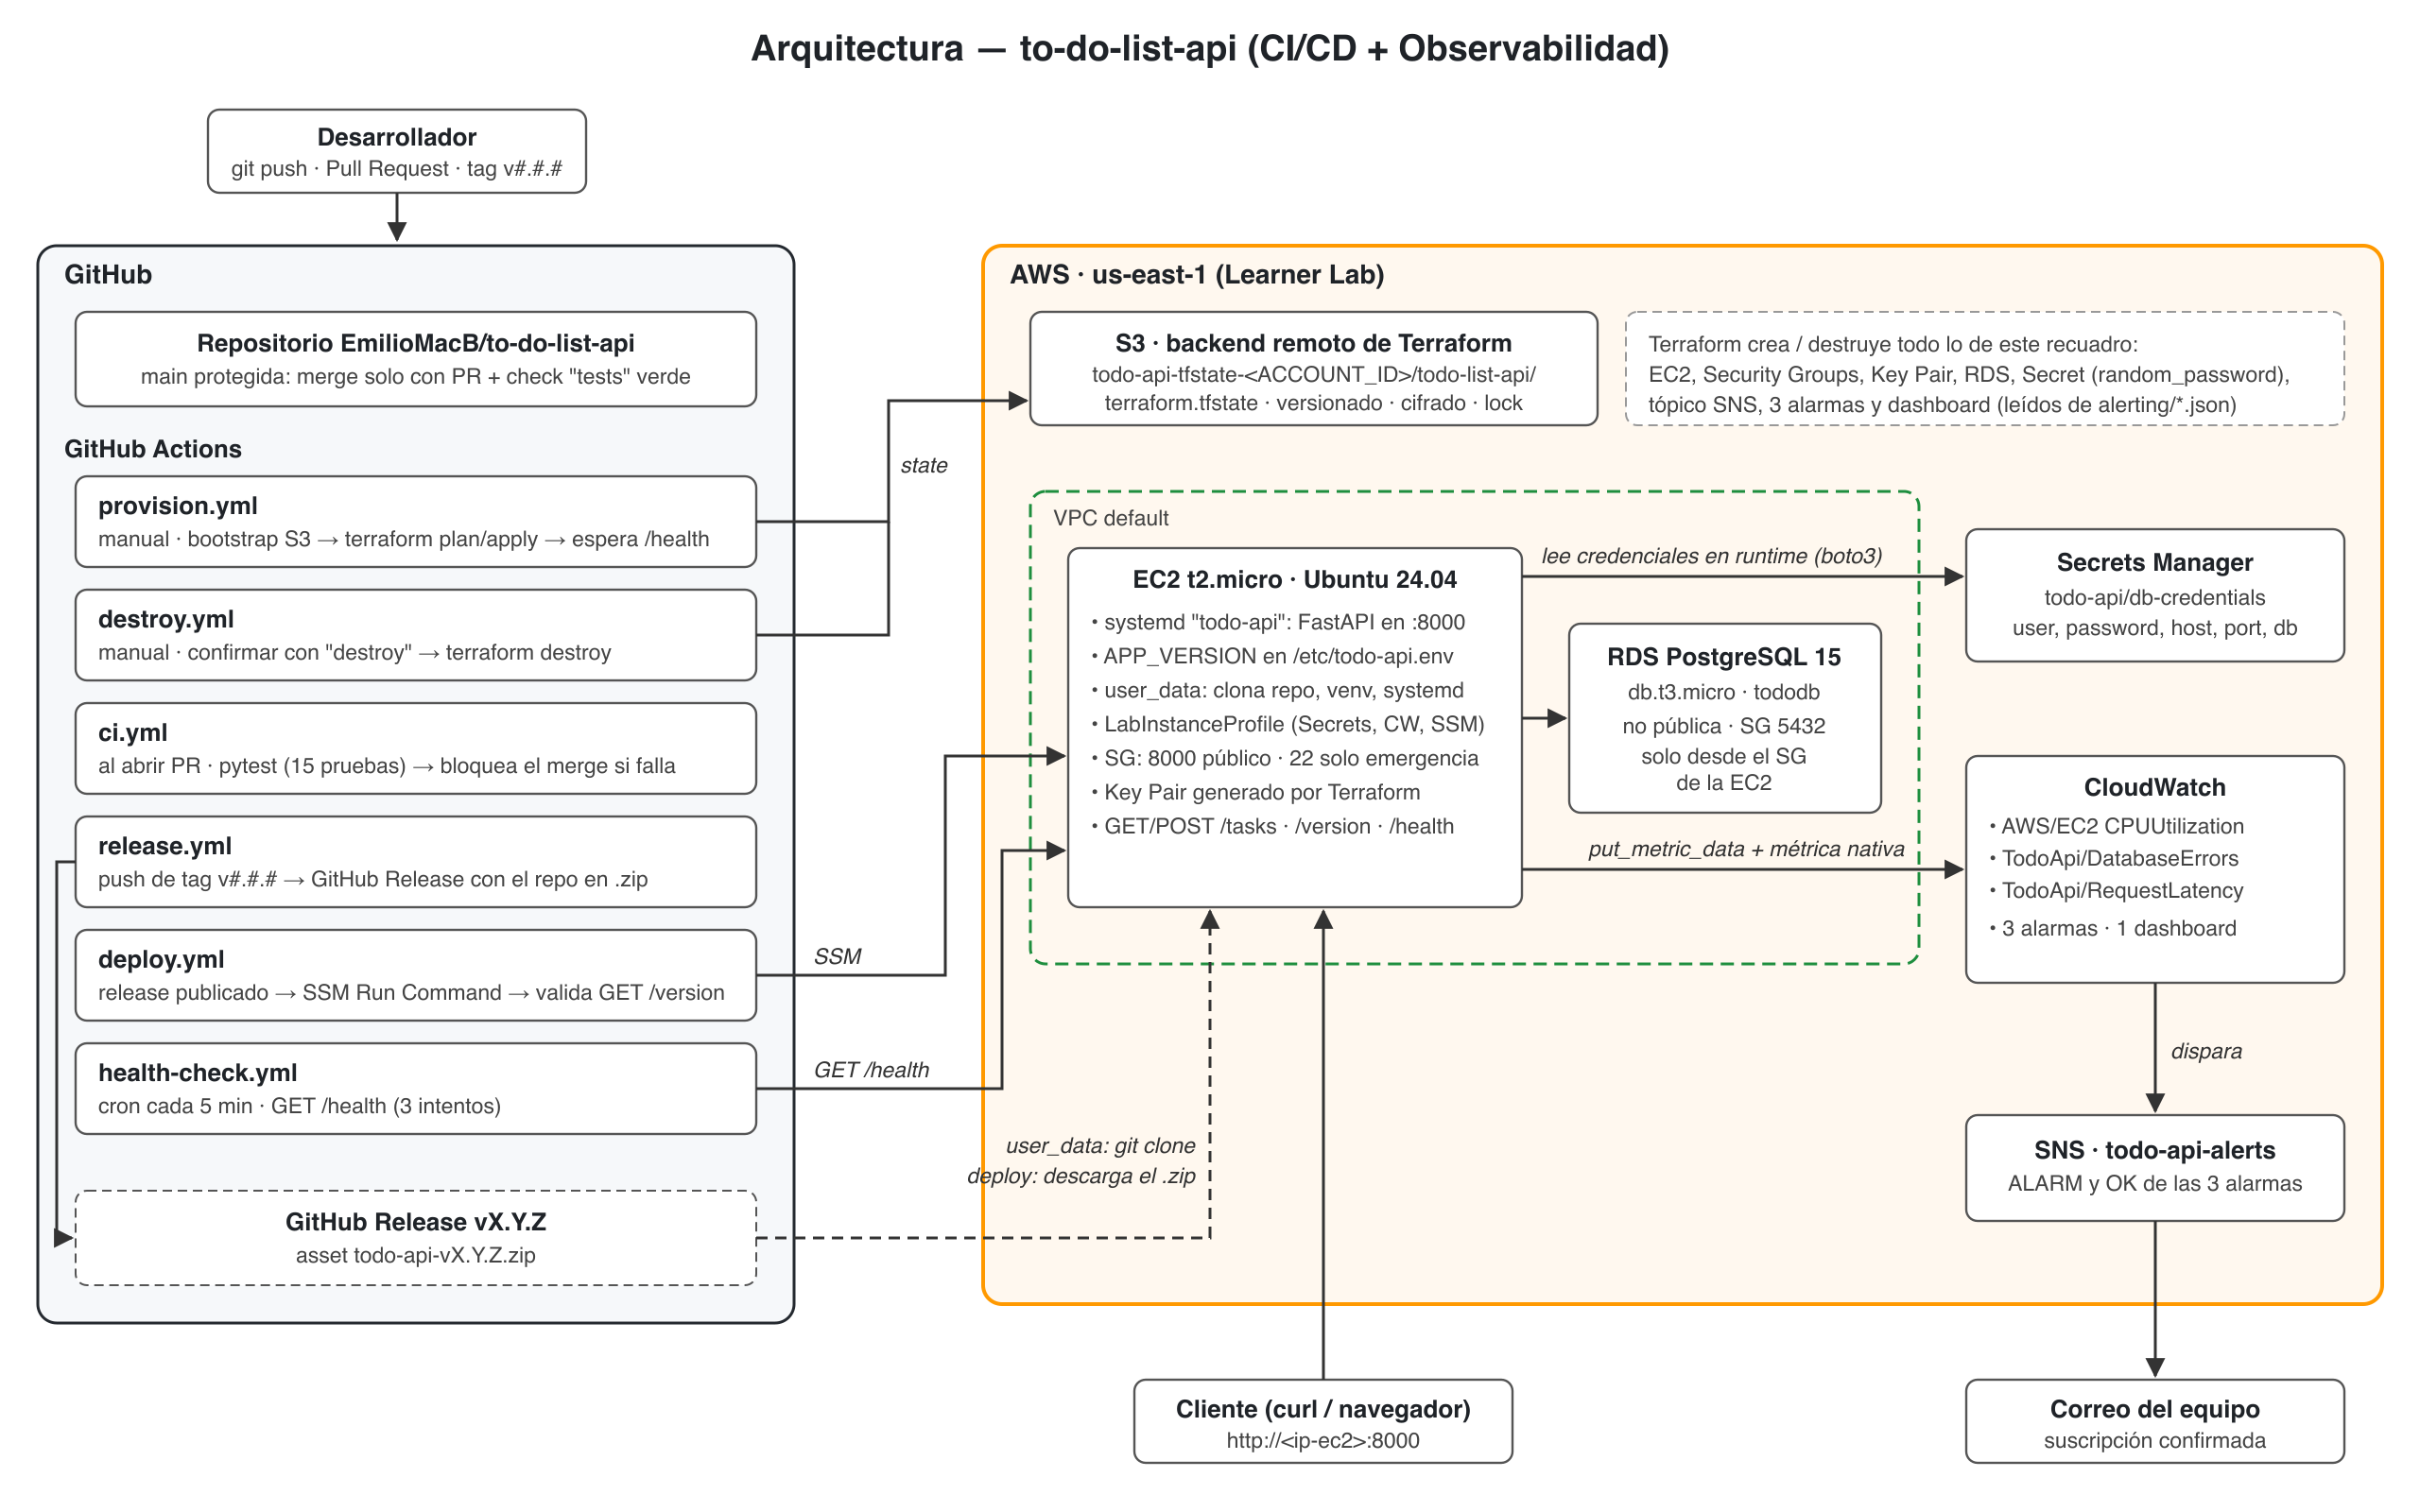 Arquitectura — to-do-list-api (CI/CD + Observabilidad)
Desarrollador
git push · Pull Request · tag v#.#.#
GitHub
Repositorio EmilioMacB/to-do-list-api
main protegida: merge solo con PR + check "tests" verde
GitHub Actions
provision.yml
manual · bootstrap S3 → terraform plan/apply → espera /health
destroy.yml
manual · confirmar con "destroy" → terraform destroy
ci.yml
al abrir PR · pytest (15 pruebas) → bloquea el merge si falla
release.yml
push de tag v#.#.# → GitHub Release con el repo en .zip
deploy.yml
release publicado → SSM Run Command → valida GET /version
health-check.yml
cron cada 5 min · GET /health (3 intentos)
GitHub Release vX.Y.Z
asset todo-api-vX.Y.Z.zip
state
SSM
GET /health
user_data: git clone
deploy: descarga el .zip
AWS · us-east-1 (Learner Lab)
S3 · backend remoto de Terraform
todo-api-tfstate-<ACCOUNT_ID>/todo-list-api/
terraform.tfstate · versionado · cifrado · lock
Terraform crea / destruye todo lo de este recuadro:
EC2, Security Groups, Key Pair, RDS, Secret (random_password),
tópico SNS, 3 alarmas y dashboard (leídos de alerting/*.json)
VPC default
EC2 t2.micro · Ubuntu 24.04
• systemd "todo-api": FastAPI en :8000
• APP_VERSION en /etc/todo-api.env
• user_data: clona repo, venv, systemd
• LabInstanceProfile (Secrets, CW, SSM)
• SG: 8000 público · 22 solo emergencia
• Key Pair generado por Terraform
• GET/POST /tasks · /version · /health
lee credenciales en runtime (boto3)
RDS PostgreSQL 15
db.t3.micro · tododb
no pública · SG 5432
solo desde el SG
de la EC2
put_metric_data + métrica nativa
Secrets Manager
todo-api/db-credentials
user, password, host, port, db
CloudWatch
• AWS/EC2 CPUUtilization
• TodoApi/DatabaseErrors
• TodoApi/RequestLatency
• 3 alarmas · 1 dashboard
dispara
SNS · todo-api-alerts
ALARM y OK de las 3 alarmas
Cliente (curl / navegador)
http://<ip-ec2>:8000
Correo del equipo
suscripción confirmada